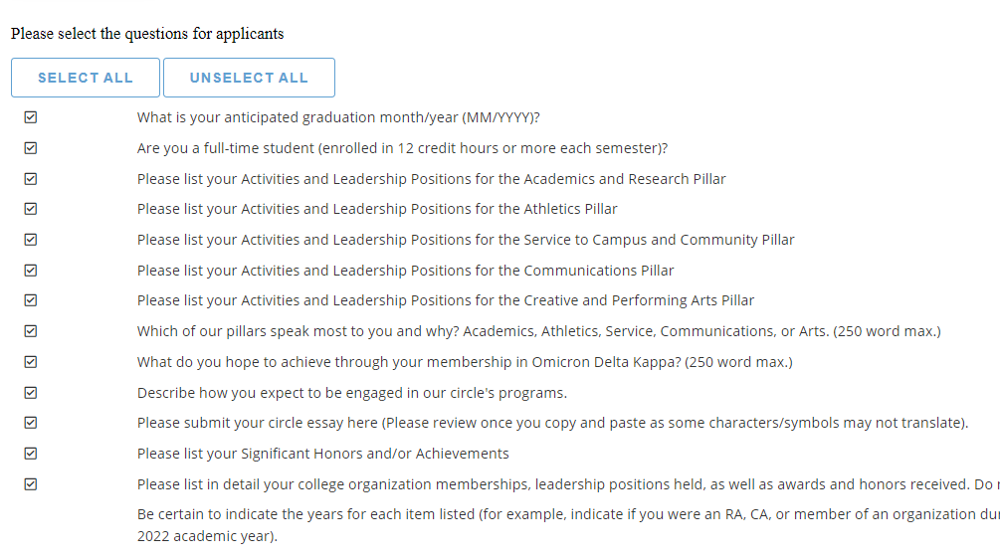 Please select the questions for applicants
SELECT ALL UNSELECT ALL
What is your anticipated graduation month/year (MM/YYYY)?
Are you a full-time student (enrolled in 12 credit hours or more each semester)?
Please list your Activities and Leadership Positions for the Academics and Research Pillar
Please list your Activities and Leadership Positions for the Athletics Pillar
Please list your Activities and Leadership Positions for the Service to Campus and Community Pillar
Please list your Activities and Leadership Positions for the Communications Pillar
Please list your Activities and Leadership Positions for the Creative and Performing Arts Pillar
Which of our pillars speak most to you and why? Academics, Athletics, Service, Communications, or Arts. (250 word max.)
What do you hope to achieve through your membership in Omicron Delta Kappa? (250 word max.)
Describe how you expect to be engaged in our circle's programs.
Please submit your circle essay here (Please review once you copy and paste as some characters/symbols may not translate).
Please list your Significant Honors and/or Achievements
Please list in detail your college organization memberships, leadership positions held, as well as awards and honors received. Do
Be certain to indicate the years for each item listed (for example, indicate if you were an RA, CA, or member of an organization
2022 academic year).